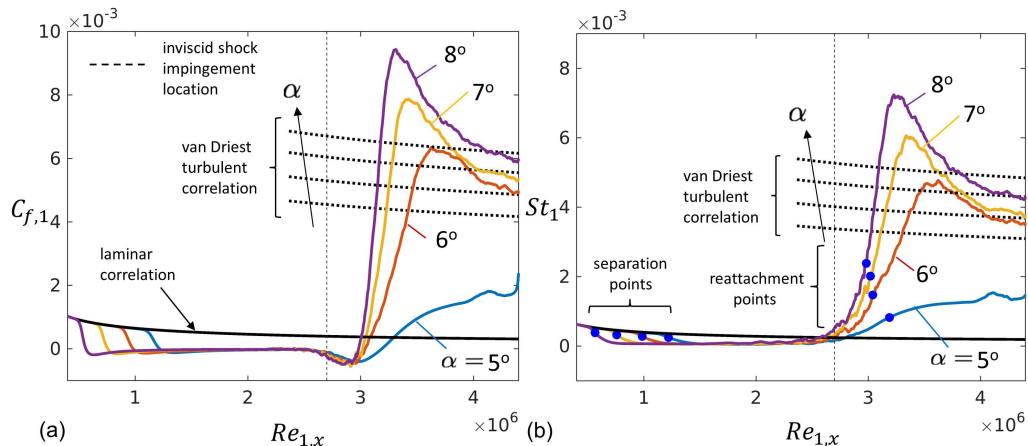 ×10⁻³
10
8
6
4
2
0
C_f,1
inviscid shock
impingement
location
α
8°
7°
van Driest
turbulent
correlation
6°
laminar
correlation
α = 5°
1
2
3
4
×10⁶
(a)
Re_1,x
×10⁻³
8
6
4
2
0
St_1
α
8°
7°
van Driest
turbulent
correlation
separation
points
reattachment
points
6°
α = 5°
1
2
3
4
×10⁶
(b)
Re_1,x